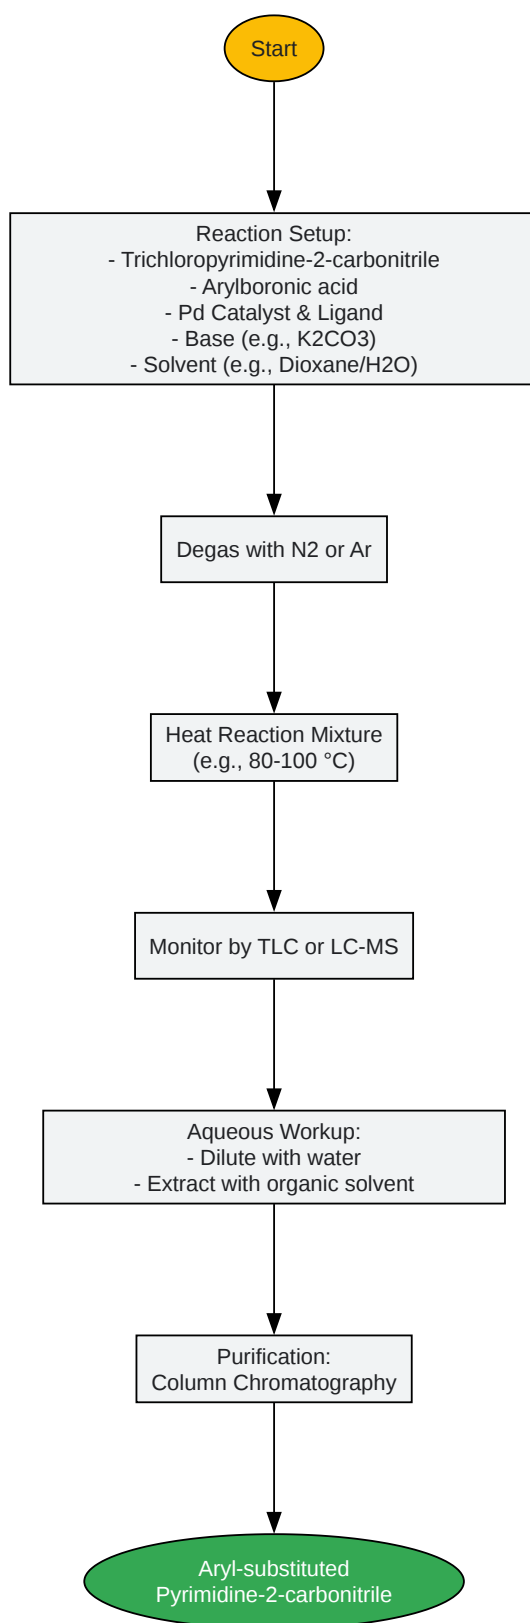 Start
Reaction Setup:
- Trichloropyrimidine-2-carbonitrile
- Arylboronic acid
- Pd Catalyst & Ligand
- Base (e.g., K2CO3)
- Solvent (e.g., Dioxane/H2O)
Degas with N2 or Ar
Heat Reaction Mixture
(e.g., 80-100 °C)
Monitor by TLC or LC-MS
Aqueous Workup:
- Dilute with water
- Extract with organic solvent
Purification:
Column Chromatography
Aryl-substituted
Pyrimidine-2-carbonitrile